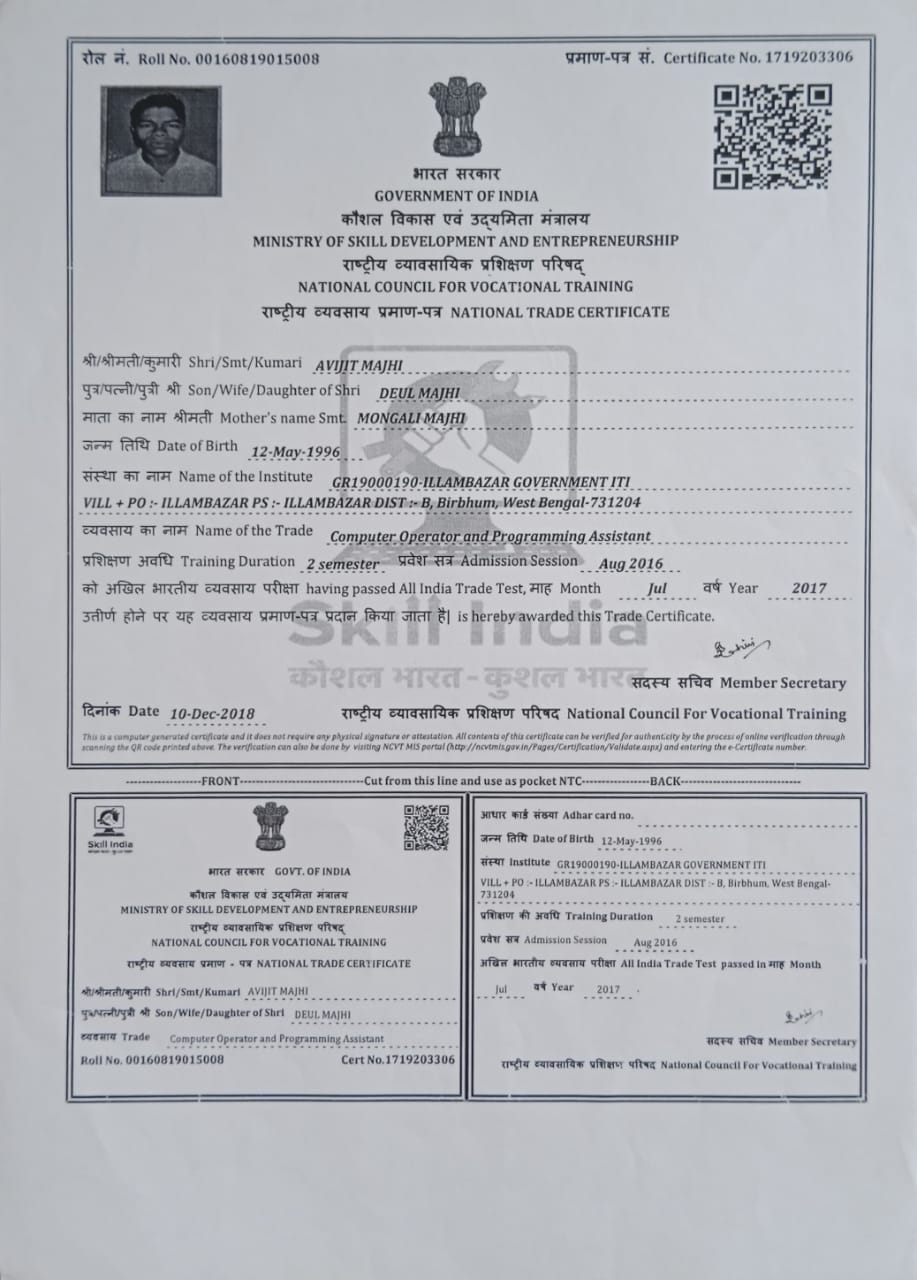 रोल नं. Roll No. 00160819015008
प्रमाण-पत्र सं. Certificate No. 1719203306
भारत सरकार
GOVERNMENT OF INDIA
कौशल विकास एवं उद्यमिता मंत्रालय
MINISTRY OF SKILL DEVELOPMENT AND ENTREPRENEURSHIP
राष्ट्रीय व्यावसायिक प्रशिक्षण परिषद्
NATIONAL COUNCIL FOR VOCATIONAL TRAINING
राष्ट्रीय व्यवसाय प्रमाण-पत्र NATIONAL TRADE CERTIFICATE
श्री/श्रीमती/कुमारी Shri/Smt/Kumari AVIJIT MAJHI
पुत्र/पत्नी/पुत्री श्री Son/Wife/Daughter of Shri DEUL MAJHI
माता का नाम श्रीमती Mother's name Smt. MONGALI MAJHI
जन्म तिथि Date of Birth 12-May-1996
संस्था का नाम Name of the Institute GR19000190-ILLAMBAZAR GOVERNMENT ITI
VILL + PO :- ILLAMBAZAR PS :- ILLAMBAZAR DIST :- B, Birbhum, West Bengal-731204
व्यवसाय का नाम Name of the Trade Computer Operator and Programming Assistant
प्रशिक्षण अवधि Training Duration 2 semester प्रवेश सत्र Admission Session Aug 2016
को अखिल भारतीय व्यवसाय परीक्षा having passed All India Trade Test, माह Month Jul वर्ष Year 2017
उत्तीर्ण होने पर यह व्यवसाय प्रमाण-पत्र प्रदान किया जाता है| is hereby awarded this Trade Certificate.
Skill India
कौशल भारत - कुशल भारत
सदस्य सचिव Member Secretary
दिनांक Date 10-Dec-2018 राष्ट्रीय व्यावसायिक प्रशिक्षण परिषद् National Council For Vocational Training
This is a computer generated certificate and it does not require any physical signature or attestation. All contents of this certificate can be verified for authenticity by the process of online verification through
scanning the QR code printed above. The verification can also be done by visiting NCVT MIS portal (http://ncvtmis.gov.in/Pages/Certification/Validate.aspx) and entering the e-Certificate number.
--------------------FRONT--------------------------------Cut from this line and use as pocket NTC-----------------BACK------------------------------
Skill India
भारत सरकार GOVT. OF INDIA
कौशल विकास एवं उद्यमिता मंत्रालय
MINISTRY OF SKILL DEVELOPMENT AND ENTREPRENEURSHIP
राष्ट्रीय व्यावसायिक प्रशिक्षण परिषद्
NATIONAL COUNCIL FOR VOCATIONAL TRAINING
राष्ट्रीय व्यवसाय प्रमाण - पत्र NATIONAL TRADE CERTIFICATE
श्री/श्रीमती/कुमारी Shri/Smt/Kumari AVIJIT MAJHI
पुत्र/पत्नी/पुत्री श्री Son/Wife/Daughter of Shri DEUL MAJHI
व्यवसाय Trade Computer Operator and Programming Assistant
Roll No. 00160819015008 Cert No.1719203306
आधार कार्ड संख्या Adhar card no.
जन्म तिथि Date of Birth 12-May-1996
संस्था Institute GR19000190-ILLAMBAZAR GOVERNMENT ITI
VILL + PO :- ILLAMBAZAR PS :- ILLAMBAZAR DIST :- B, Birbhum, West Bengal-
731204
प्रशिक्षण की अवधि Training Duration 2 semester
प्रवेश सत्र Admission Session Aug 2016
अखिल भारतीय व्यवसाय परीक्षा All India Trade Test passed in माह Month
Jul वर्ष Year 2017 .
सदस्य सचिव Member Secretary
राष्ट्रीय व्यावसायिक प्रशिक्षण परिषद National Council For Vocational Training